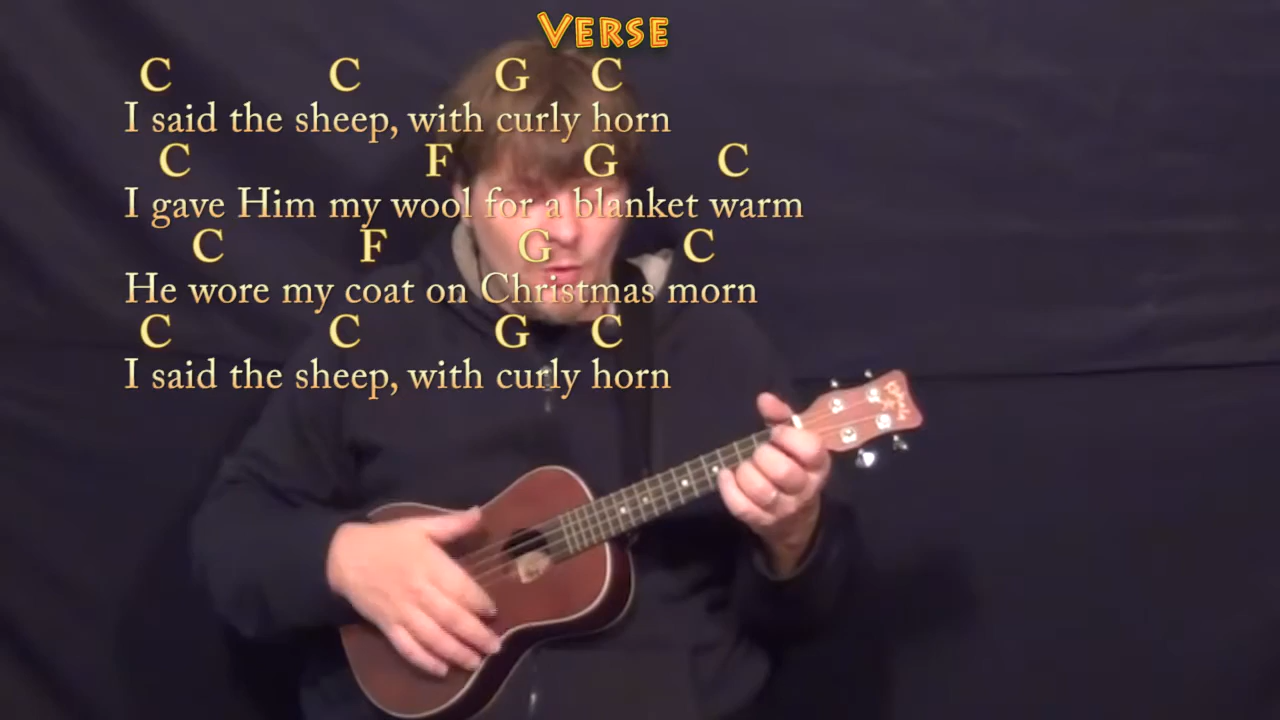 VERSE
C C G C
I said the sheep, with curly horn
C F G C
I gave Him my wool for a blanket warm
C F G C
He wore my coat on Christmas morn
C C G C
I said the sheep, with curly horn